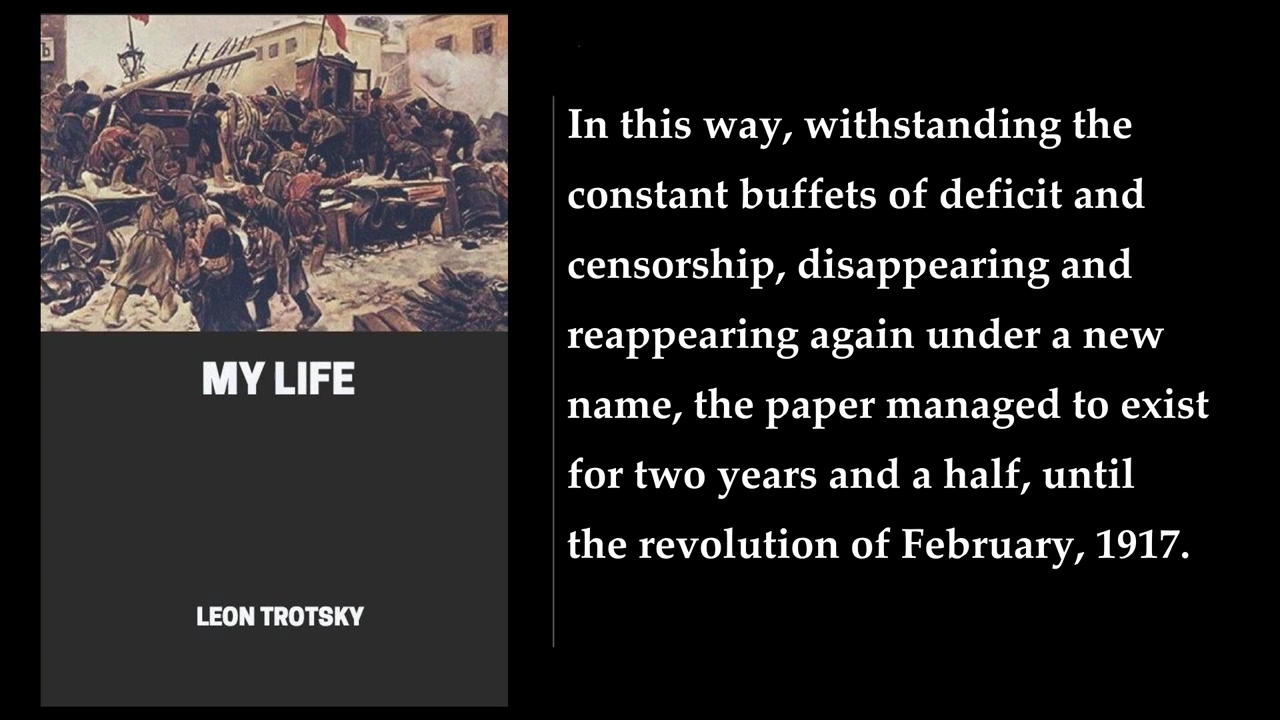 MY LIFE
LEON TROTSKY
In this way, withstanding the
constant buffets of deficit and
censorship, disappearing and
reappearing again under a new
name, the paper managed to exist
for two years and a half, until
the revolution of February, 1917.